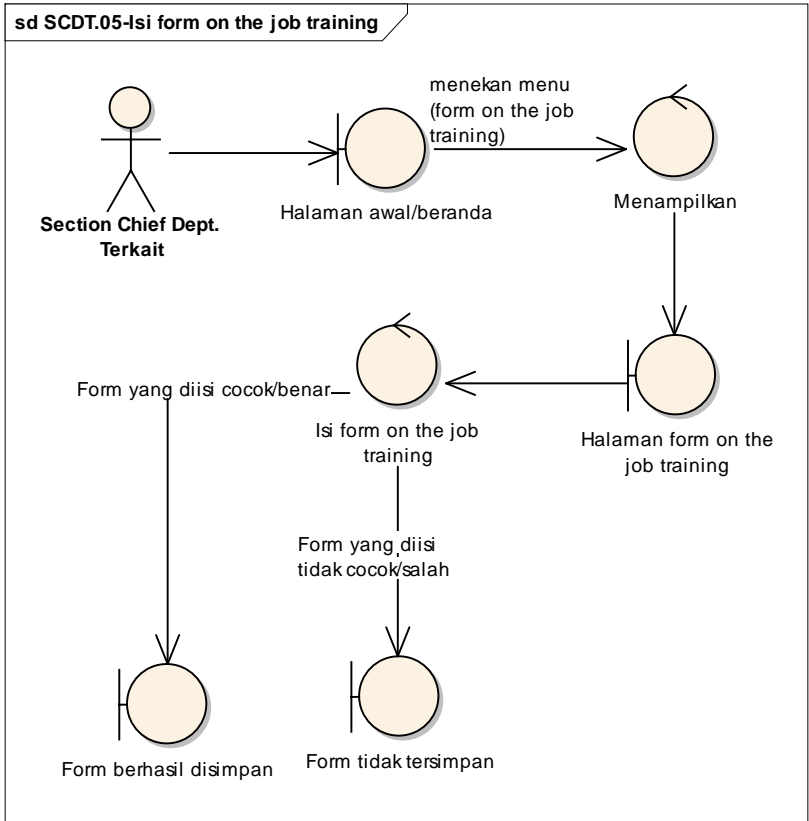 sd SCDT.05-Isi form on the job training
menekan menu
(form on the job
training)
Halaman awal/beranda
Menampilkan
Section Chief Dept.
Terkait
Form yang diisi cocok/benar
Isi form on the job
training
Halaman form on the
job training
Form yang diisi
tidak cocok/salah
Form berhasil disimpan
Form tidak tersimpan